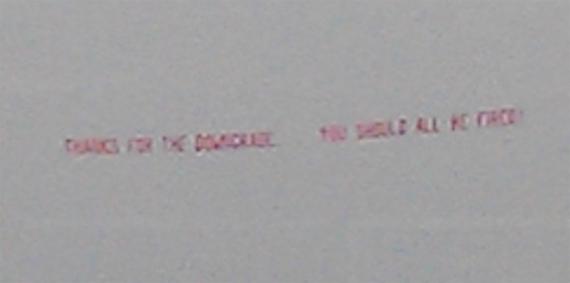 THANKS FOR THE DOWNGRADE. YOU SHOULD ALL BE FIRED!